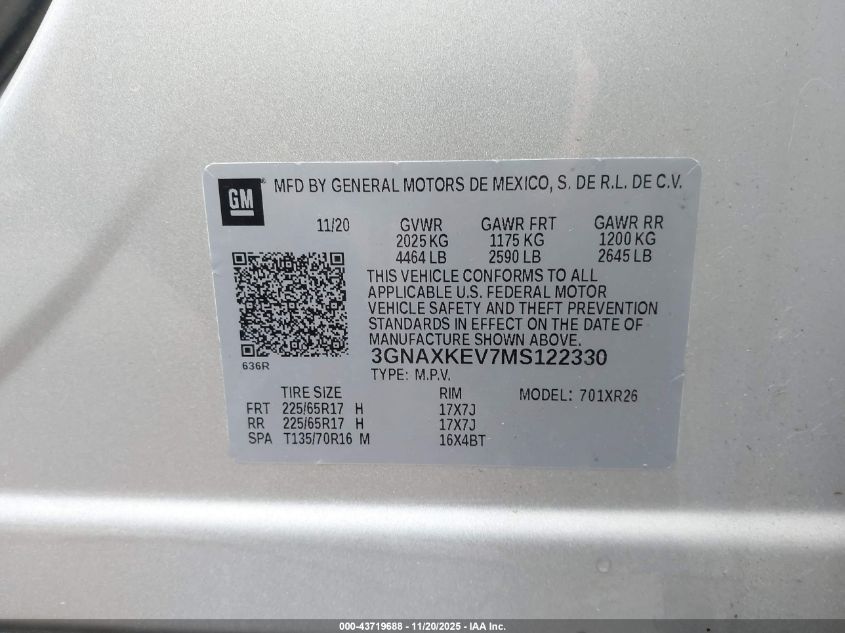 GM ® MFD BY GENERAL MOTORS DE MEXICO, S. DE R.L. DE C.V.
11/20 GVWR GAWR FRT GAWR RR
2025 KG 1175 KG 1200 KG
4464 LB 2590 LB 2645 LB
THIS VEHICLE CONFORMS TO ALL
APPLICABLE U.S. FEDERAL MOTOR
VEHICLE SAFETY AND THEFT PREVENTION
STANDARDS IN EFFECT ON THE DATE OF
MANUFACTURE SHOWN ABOVE.
3GNAXKEV7MS122330
636R
TYPE: M.P.V.
TIRE SIZE RIM MODEL: 701XR26
FRT 225/65R17 H 17X7J
RR 225/65R17 H 17X7J
SPA T135/70R16 M 16X4BT
000-43719688 - 11/20/2025 - IAA Inc.